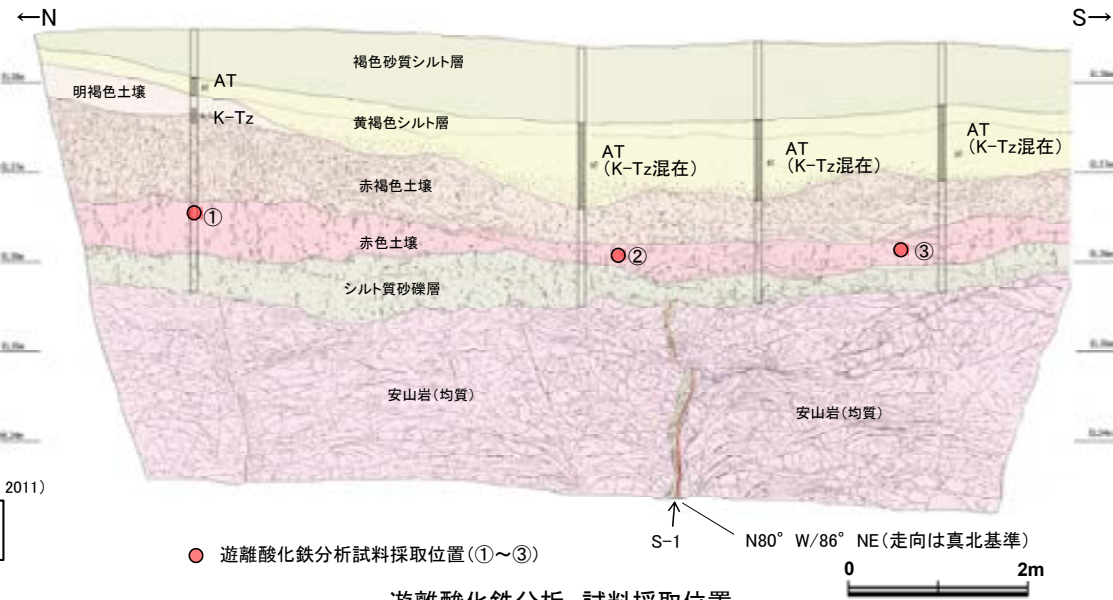 ←N
S→
褐色砂質シルト層
AT
明褐色土壌
K-Tz
黄褐色シルト層
AT
(K-Tz混在)
AT
(K-Tz混在)
AT
(K-Tz混在)
赤褐色土壌
①
赤色土壌
②
③
シルト質砂礫層
安山岩(均質)
安山岩(均質)
2011)
S-1
N80° W/86° NE(走向は真北基準)
遊離酸化鉄分析試料採取位置(①~③)
0
2m
遊離酸化鉄分析 試料採取位置